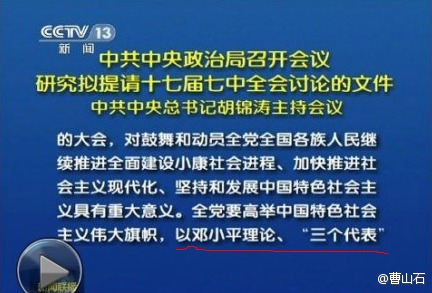 CCTV 13
新闻
中共中央政治局召开会议
研究拟提请十七届七中全会讨论的文件
中共中央总书记胡锦涛主持会议
的大会，对鼓舞和动员全党全国各族人民继
续推进全面建设小康社会进程、加快推进社
会主义现代化、坚持和发展中国特色社会主
义具有重大意义。全党要高举中国特色社会
主义伟大旗帜，以邓小平理论、“三个代表”
新闻联播
@曹山石